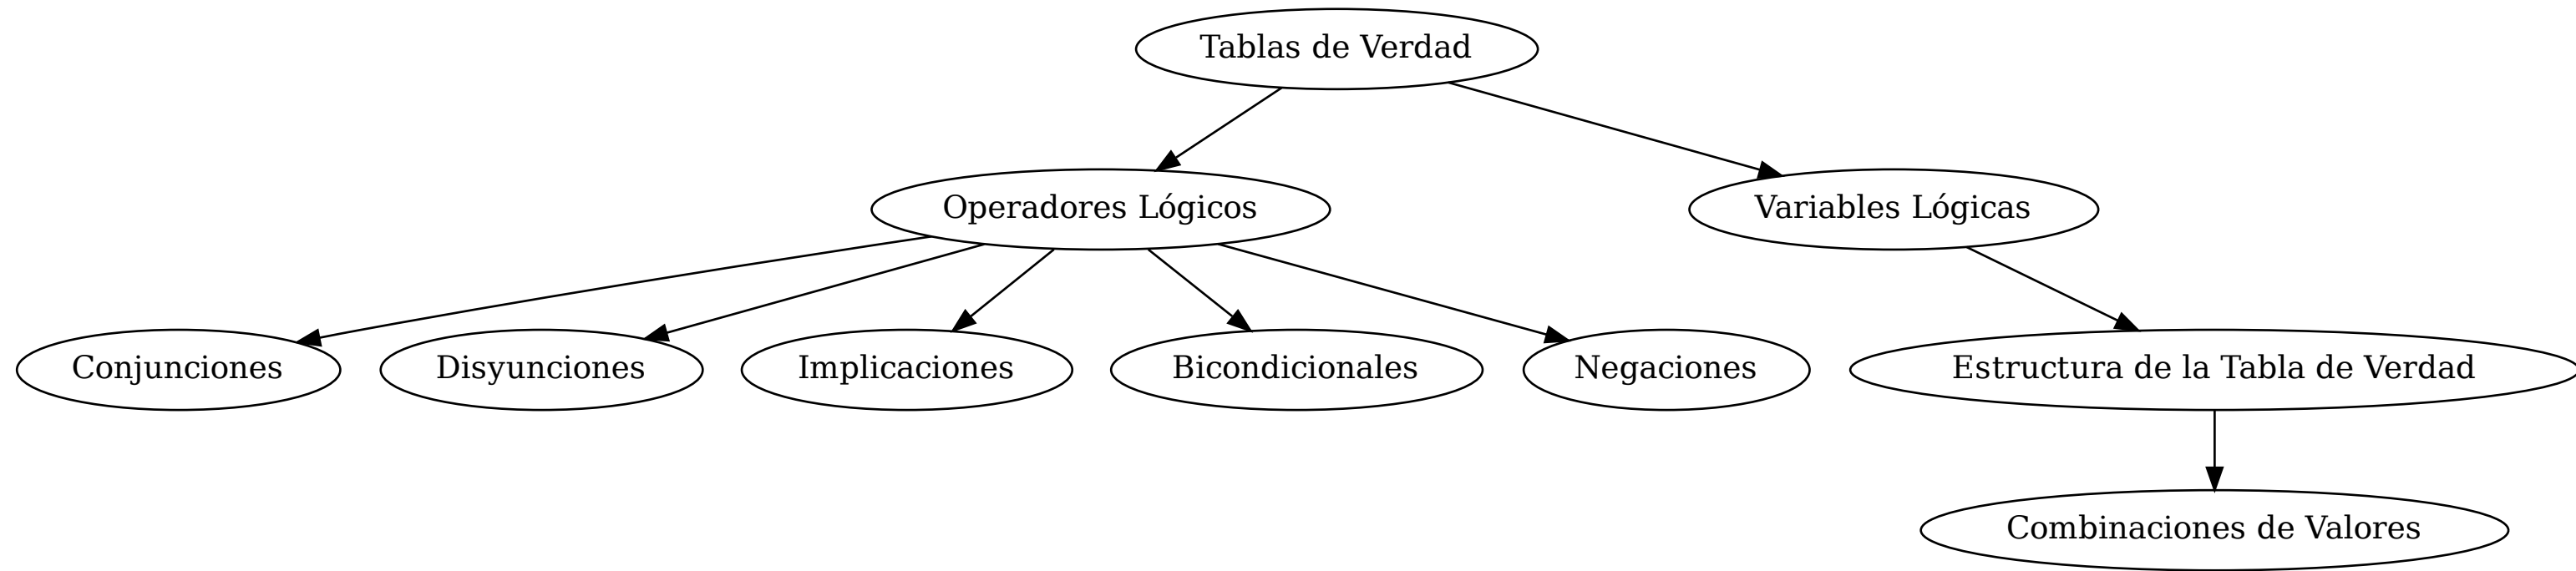 Tablas de Verdad
Operadores Lógicos
Variables Lógicas
Conjunciones
Disyunciones
Implicaciones
Bicondicionales
Negaciones
Estructura de la Tabla de Verdad
Combinaciones de Valores